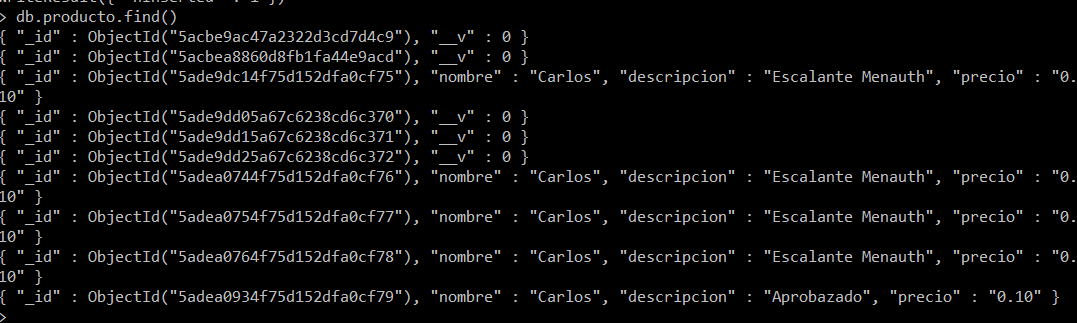 WriteResult({ "nInserted" : 1 })
> db.producto.find()
{ "_id" : ObjectId("5acbe9ac47a2322d3cd7d4c9"), "__v" : 0 }
{ "_id" : ObjectId("5acbea8860d8fb1fa44e9acd"), "__v" : 0 }
{ "_id" : ObjectId("5ade9dc14f75d152dfa0cf75"), "nombre" : "Carlos", "descripcion" : "Escalante Menauth", "precio" : "0.
10" }
{ "_id" : ObjectId("5ade9dd05a67c6238cd6c370"), "__v" : 0 }
{ "_id" : ObjectId("5ade9dd15a67c6238cd6c371"), "__v" : 0 }
{ "_id" : ObjectId("5ade9dd25a67c6238cd6c372"), "__v" : 0 }
{ "_id" : ObjectId("5adea0744f75d152dfa0cf76"), "nombre" : "Carlos", "descripcion" : "Escalante Menauth", "precio" : "0.
10" }
{ "_id" : ObjectId("5adea0754f75d152dfa0cf77"), "nombre" : "Carlos", "descripcion" : "Escalante Menauth", "precio" : "0.
10" }
{ "_id" : ObjectId("5adea0764f75d152dfa0cf78"), "nombre" : "Carlos", "descripcion" : "Escalante Menauth", "precio" : "0.
10" }
{ "_id" : ObjectId("5adea0934f75d152dfa0cf79"), "nombre" : "Carlos", "descripcion" : "Aprobazado", "precio" : "0.10" }
>